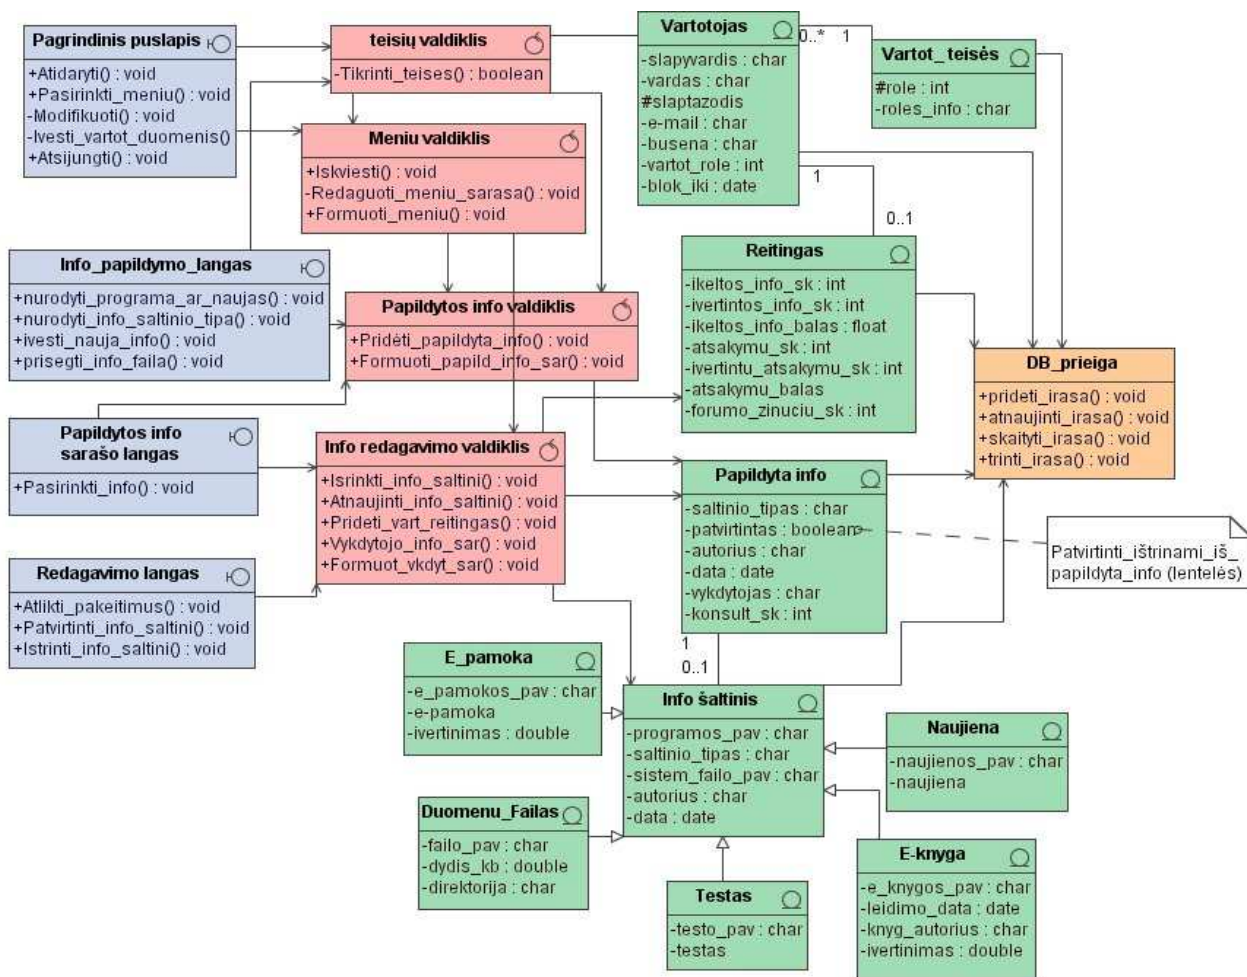 Pagrindinis puslapis
+Atidaryti() : void
+Pasirinkti_meniu() : void
-Modifikuoti() : void
-Ivesti_vartot_duomenis()
+Atsijungti() : void
teisių valdiklis
-Tikrinti_teises() : boolean
Vartotojas
-slapyvardis : char
-vardas : char
#slaptazodis
-e-mail : char
-busena : char
-vartot_role : int
-blok_iki : date
0..*
1
Vartot_teisės
#role : int
-roles_info : char
Meniu valdiklis
+Iskviesti() : void
-Redaguoti_meniu_sarasa() : void
+Formuoti_meniu() : void
1
0..1
Info_papildymo_langas
+nurodyti_programa_ar_naujas() : void
+nurodyti_info_saltinio_tipa() : void
+ivesti_nauja_info() : void
+prisegti_info_faila() : void
Papildytos info valdiklis
+Pridėti_papildyta_info() : void
+Formuoti_papild_info_sar() : void
Reitingas
-ikeltos_info_sk : int
-ivertintos_info_sk : int
-ikeltos_info_balas : float
-atsakymu_sk : int
-ivertintu_atsakymu_sk : int
-atsakymu_balas
-forumo_zinuciu_sk : int
DB_prieiga
+prideti_irasa() : void
+atnaujinti_irasa() : void
+skaityti_irasa() : void
+trinti_irasa() : void
Papildytos info
sarašo langas
+Pasirinkti_info() : void
Info redagavimo valdiklis
+Isrinkti_info_saltini() : void
+Atnaujinti_info_saltini() : void
+Prideti_vart_reitingas() : void
+Vykdytojo_info_sar() : void
+Formuot_vkdyt_sar() : void
Papildyta info
-saltinio_tipas : char
-patvirtintas : boolean
-autorius : char
-data : date
-vykdytojas : char
-konsult_sk : int
Patvirtinti_ištrinami_iš_
papildyta_info (lentelės)
Redagavimo langas
+Atlikti_pakeitimus() : void
+Patvirtinti_info_saltini() : void
+Istrinti_info_saltini() : void
1
0..1
E_pamoka
-e_pamokos_pav : char
-e-pamoka
-ivertinimas : double
Info šaltinis
-programos_pav : char
-saltinio_tipas : char
-sistem_failo_pav : char
-autorius : char
-data : date
Naujiena
-naujienos_pav : char
-naujiena
Duomenu_Failas
-failo_pav : char
-dydis_kb : double
-direktorija : char
Testas
-testo_pav : char
-testas
E-knyga
-e_knygos_pav : char
-leidimo_data : date
-knyg_autorius : char
-ivertinimas : double